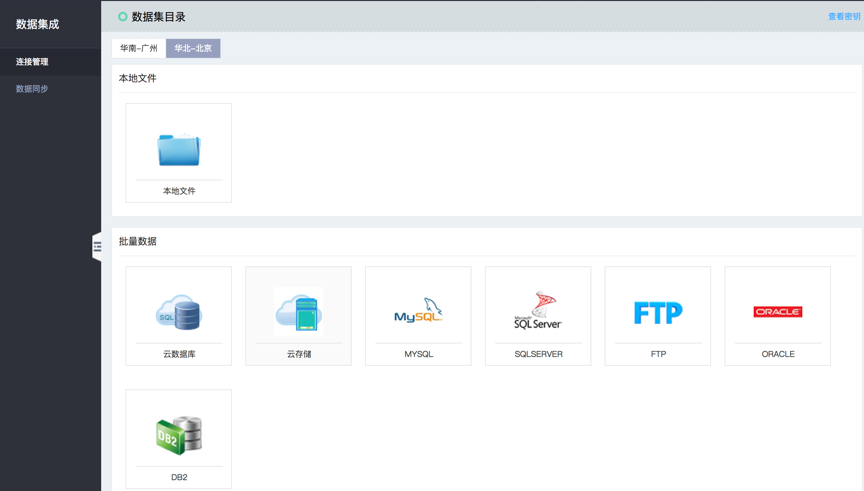 数据集成
连接管理
数据同步
数据集目录
查看密钥
华南-广州
华北-北京
本地文件
本地文件
批量数据
SQL
云数据库
云存储
MySQL
MYSQL
Microsoft
SQL Server
SQLSERVER
FTP
FTP
ORACLE
ORACLE
DB2
DB2